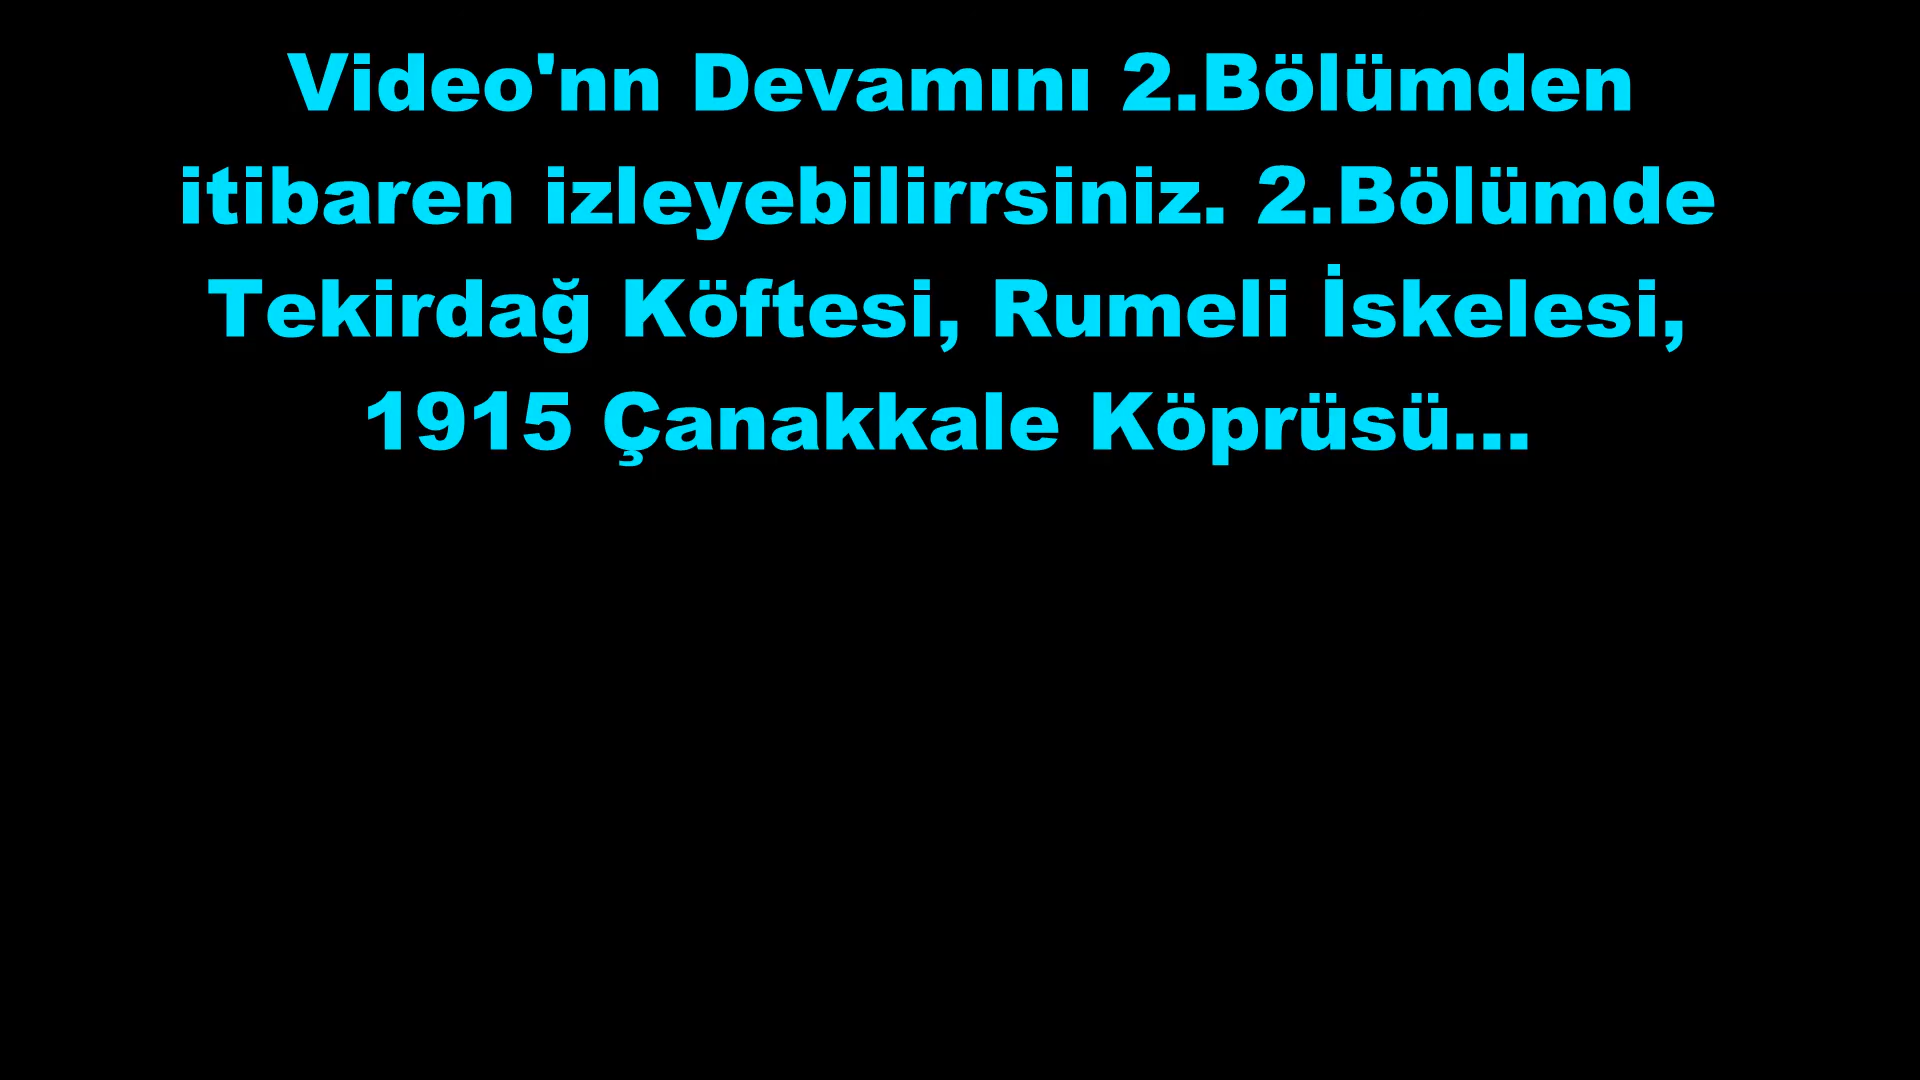 Video'nn Devamını 2.Bölümden
itibaren izleyebilirrsiniz. 2.Bölümde
Tekirdağ Köftesi, Rumeli İskelesi,
1915 Çanakkale Köprüsü...